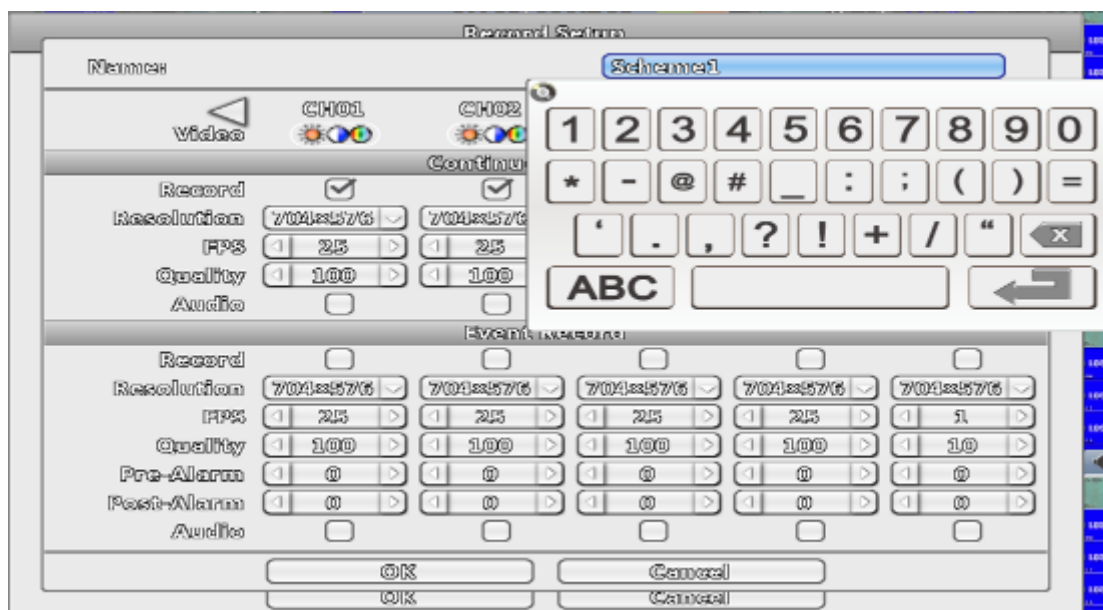 Record Setup
Name: Scheme1
Video CH01 CH02
1 2 3 4 5 6 7 8 9 0
* - @ # _ : ; ( ) =
‘ . , ? ! + / “ x
ABC
Record
Resolution 704x576 704x576
FPS 25 25
Quality 100 100
Audio
Event Record
Record
Resolution 704x576 704x576 704x576 704x576 704x576
FPS 25 25 25 25 1
Quality 100 100 100 100 10
Pre-Alarm 0 0 0 0 0
Post-Alarm 0 0 0 0 0
Audio
OK Cancel
OK Cancel